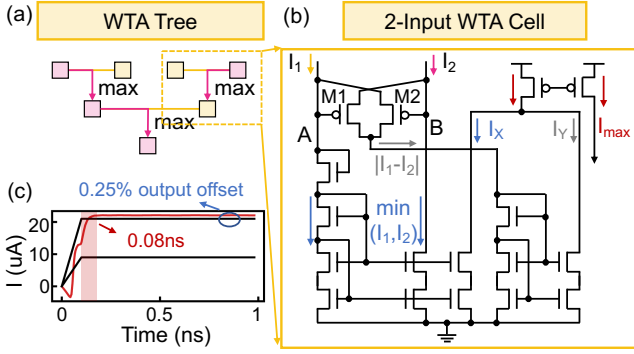 (a)
WTA Tree
max
max
max
(b)
2-Input WTA Cell
I1
I2
M1
M2
A
B
|I1-I2|
IX
IY
Imax
min
(I1,I2)
(c)
0.25% output offset
0.08ns
I (uA)
20
10
0
0
0.5
1
Time (ns)